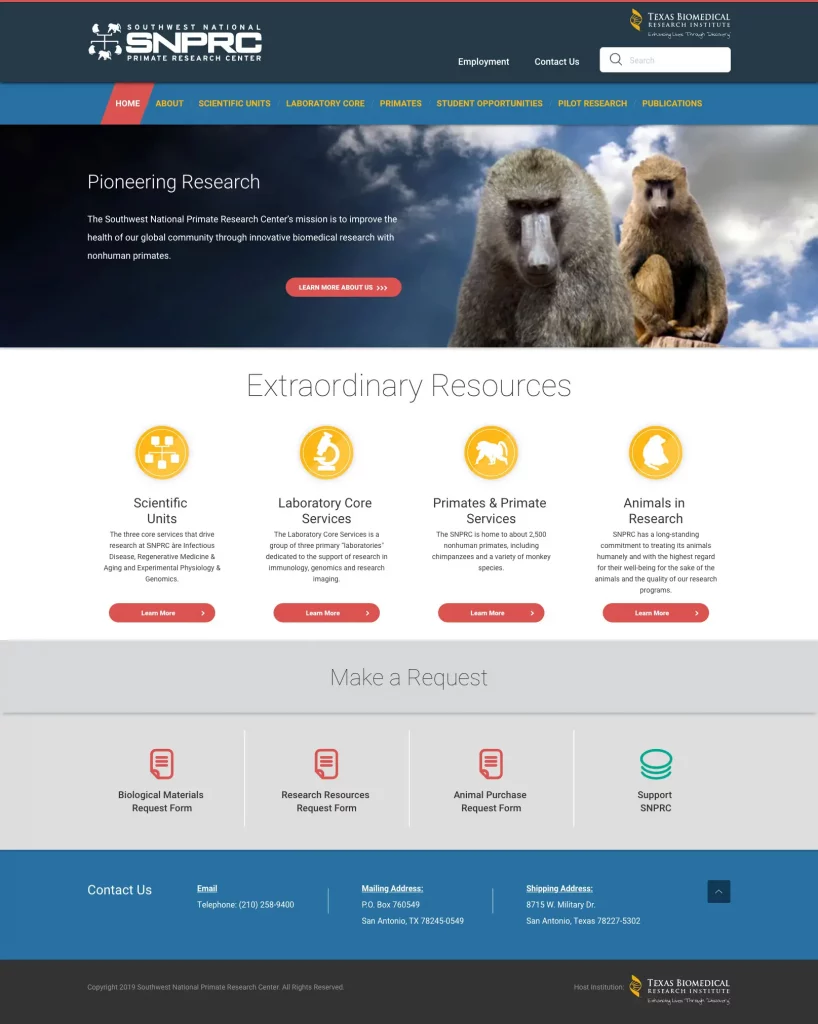 SOUTHWEST NATIONAL
SNPRC
PRIMATE RESEARCH CENTER
TEXAS BIOMEDICAL
RESEARCH INSTITUTE
Enhancing Lives Through Discovery
Employment
Contact Us
Search
HOME
ABOUT
SCIENTIFIC UNITS
LABORATORY CORE
PRIMATES
STUDENT OPPORTUNITIES
PILOT RESEARCH
PUBLICATIONS
Pioneering Research
The Southwest National Primate Research Center's mission is to improve the
health of our global community through innovative biomedical research with
nonhuman primates.
LEARN MORE ABOUT US
Extraordinary Resources
Scientific
Units
The three core services that drive
research at SNPRC àre Infectious
Disease, Regenerative Medicine &
Aging and Experimental Physiology &
Genomics.
Learn More
Laboratory Core
Services
The Laboratory Core Services is a
group of three primary "laboratories"
dedicated to the support of research in
immunology, genomics and research
imaging.
Learn More
Primates & Primate
Services
The SNPRC is home to about 2,500
nonhuman primates, including
chimpanzees and a variety of monkey
species.
Learn More
Animals in
Research
SNPRC has a long-standing
commitment to treating its animals
humanely and with the highest regard
for their well-being for the sake of the
animals and the quality of our research
programs.
Learn More
Make a Request
Biological Materials
Request Form
Research Resources
Request Form
Animal Purchase
Request Form
Support
SNPRC
Contact Us
Email
Telephone: (210) 258-9400
Mailing Address:
P.O. Box 760549
San Antonio, TX 78245-0549
Shipping Address:
8715 W. Military Dr.
San Antonio, Texas 78227-5302
Copyright 2019 Southwest National Primate Research Center. All Rights Reserved.
Host Institution:
TEXAS BIOMEDICAL
RESEARCH INSTITUTE
Enhancing Lives Through Discovery